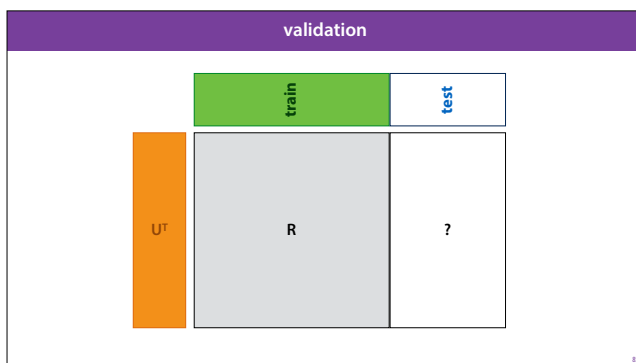 validation
train
test
Uᵀ
R
?